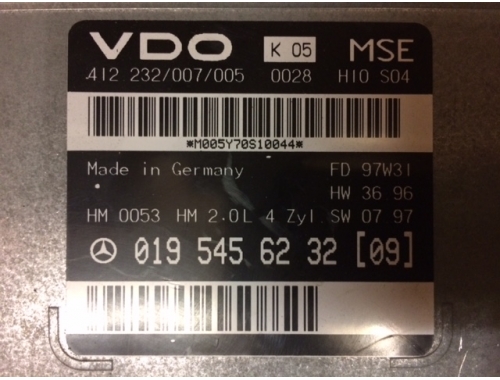 VDO K 05 MSE
412 232/007/005 0028 H10 S04
*M005Y70S10044*
Made in Germany FD 97W31
HW 36 96
HM 0053 HM 2.0L 4 Zyl SW 07 97
019 545 62 32 [09]